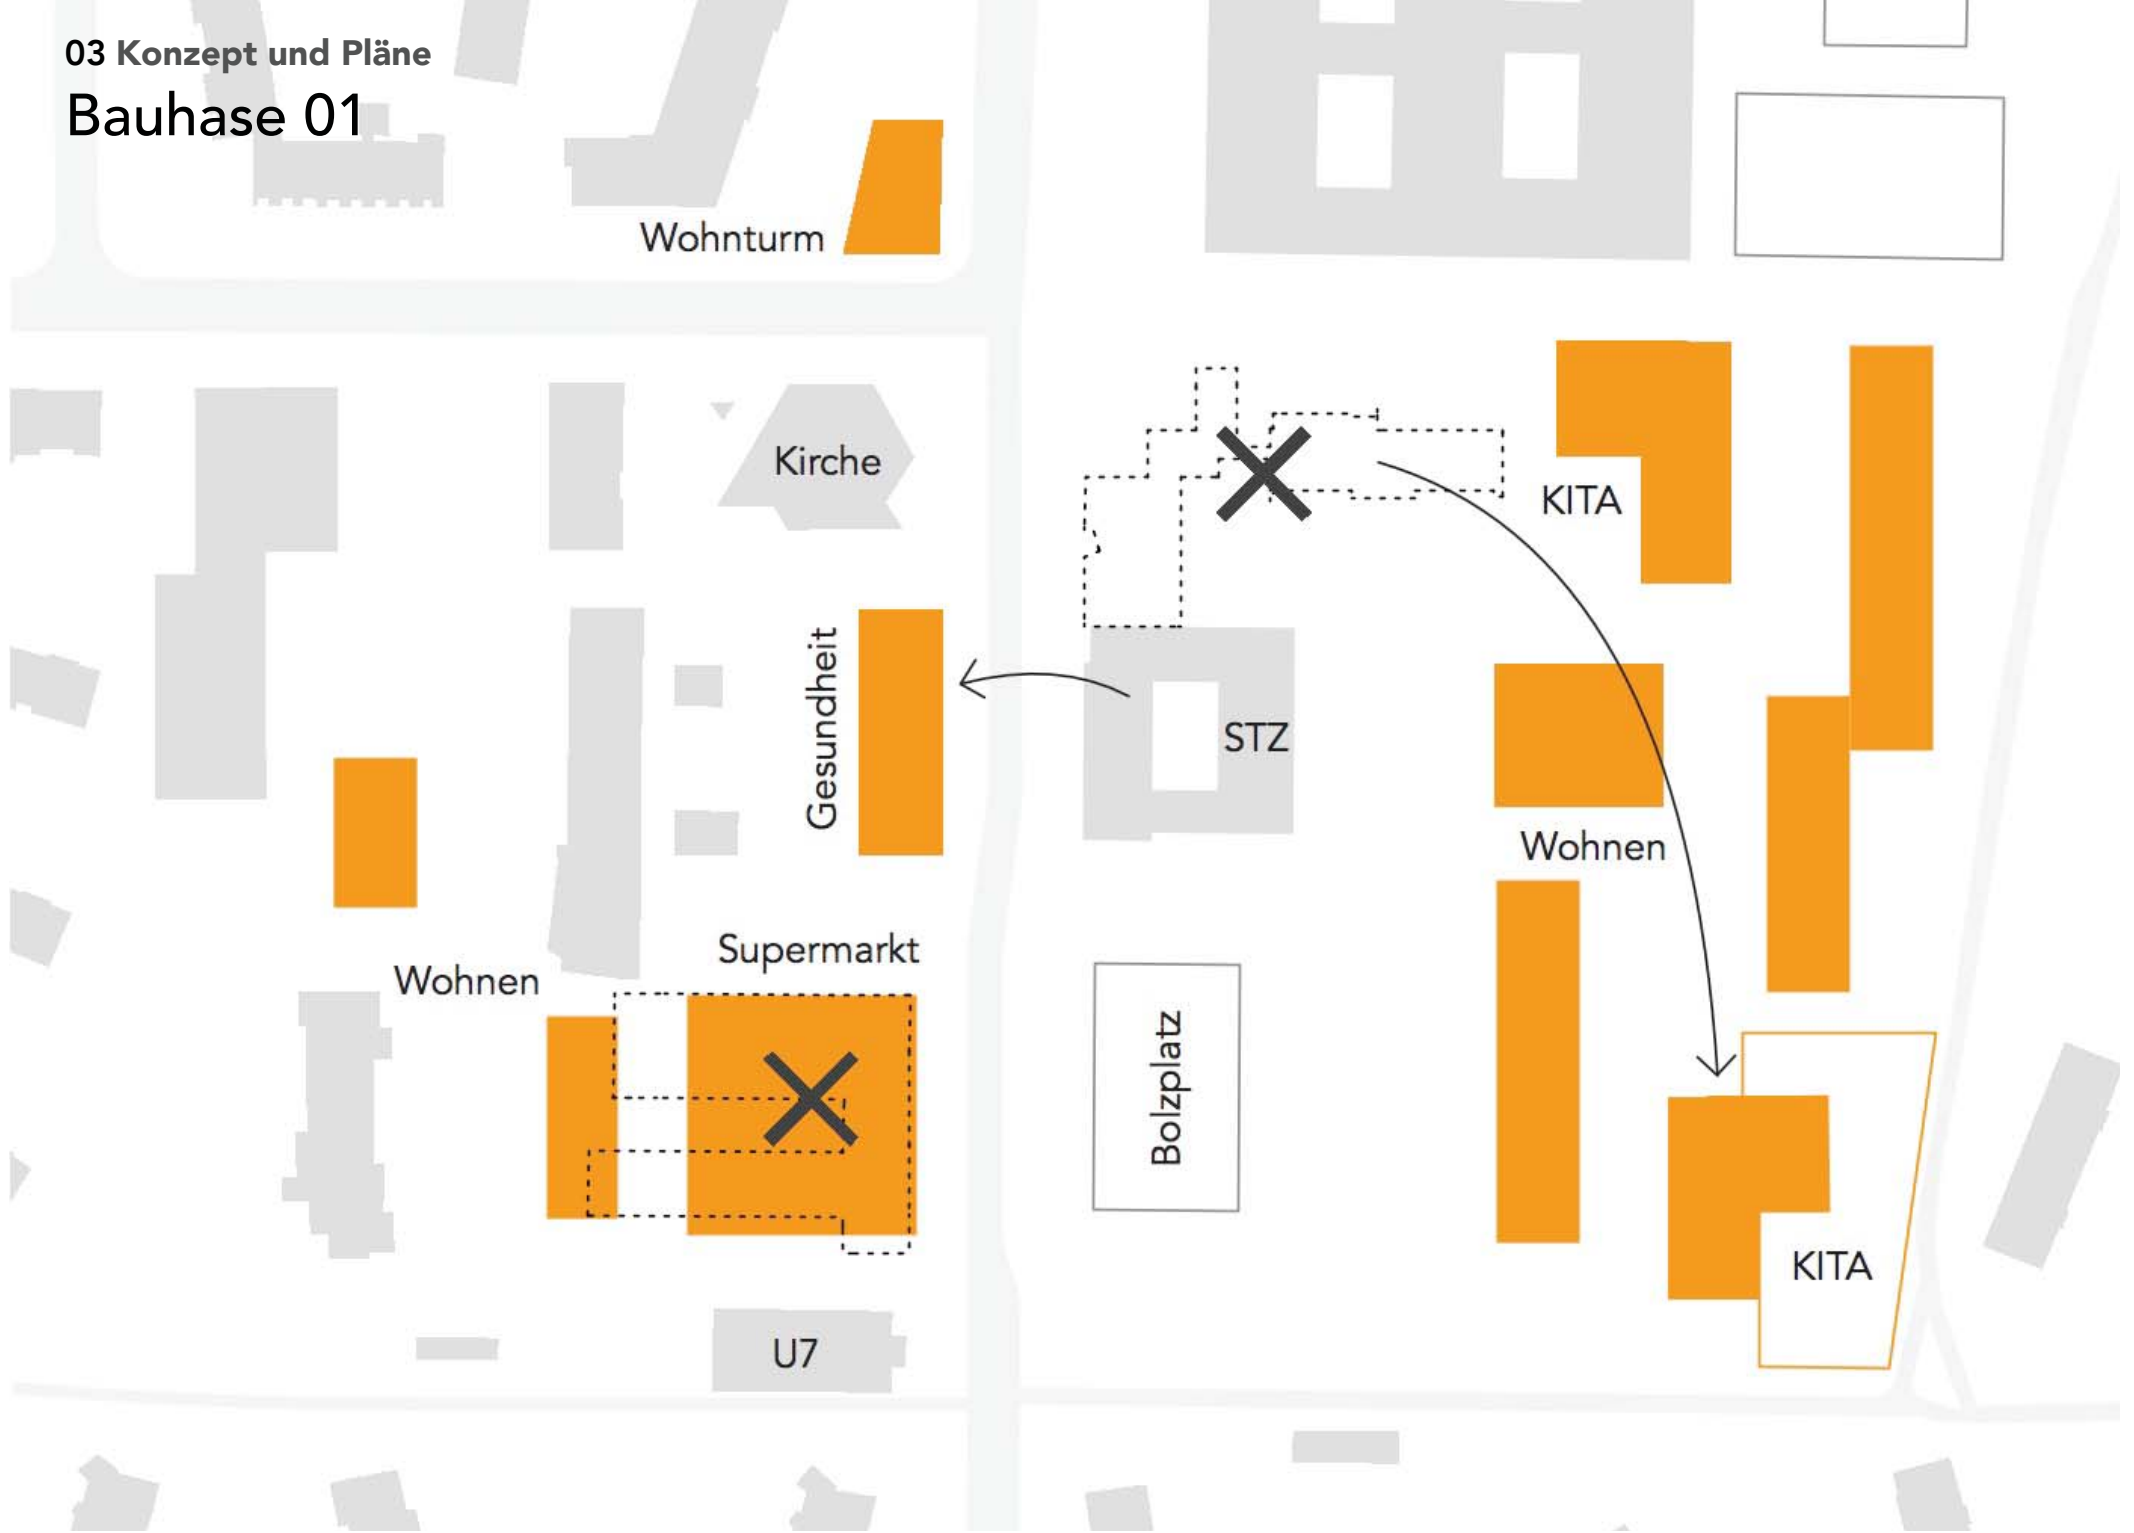 03 Konzept und Pläne
Bauhase 01
Wohnturm
Kirche
KITA
Gesundheit
STZ
Wohnen
Supermarkt
Wohnen
Bolzplatz
KITA
U7